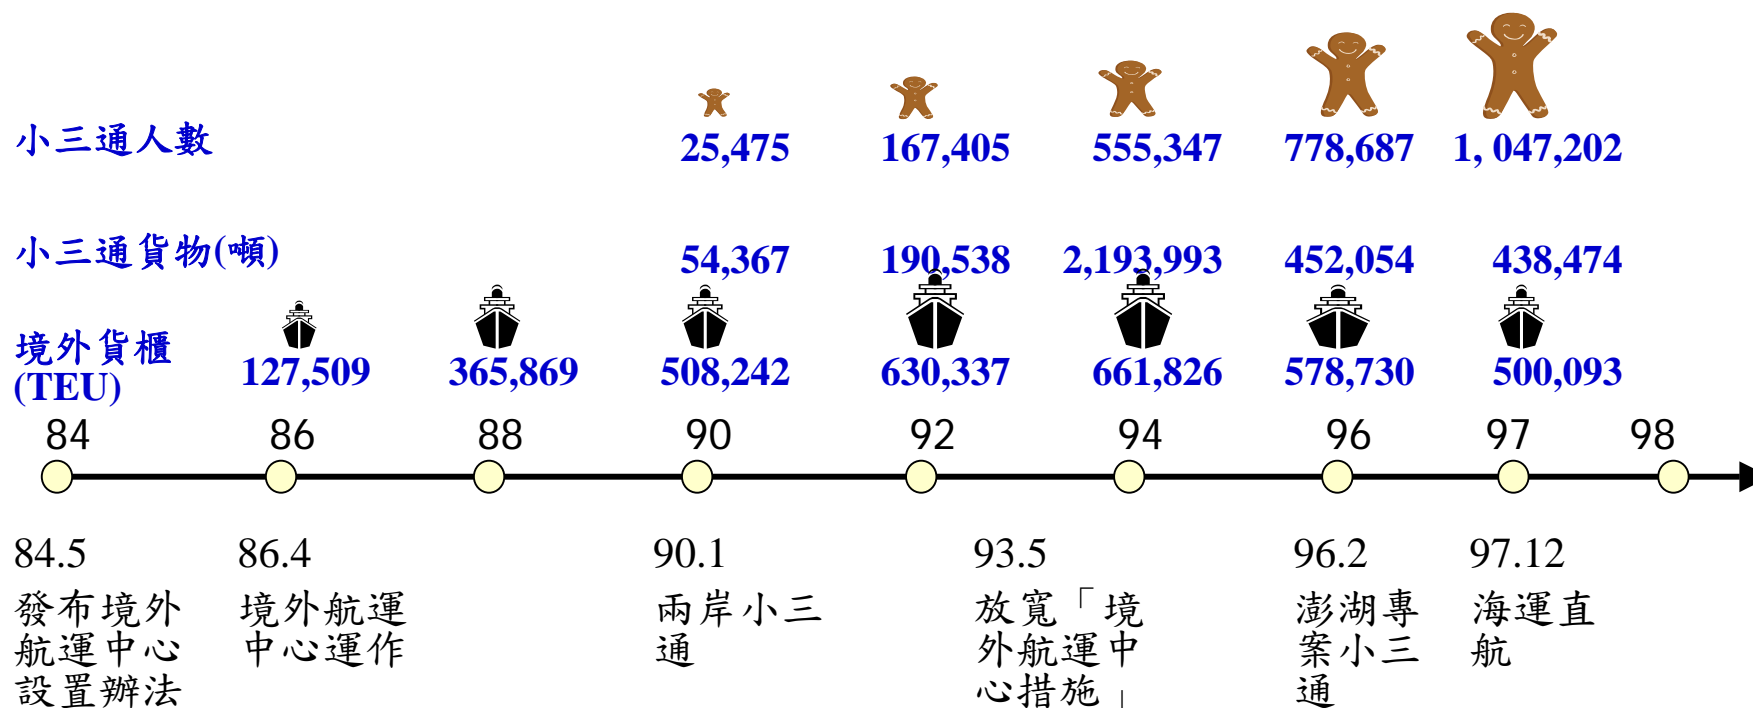 小三通人數
25,475 167,405 555,347 778,687 1, 047,202
小三通貨物(噸)
54,367 190,538 2,193,993 452,054 438,474
境外貨櫃
(TEU)
127,509 365,869 508,242 630,337 661,826 578,730 500,093
84 86 88 90 92 94 96 97 98
84.5
發布境外
航運中心
設置辦法
86.4
境外航運
中心運作
90.1
兩岸小三
通
93.5
放寬「境
外航運中
心措施」
96.2
澎湖專
案小三
通
97.12
海運直
航